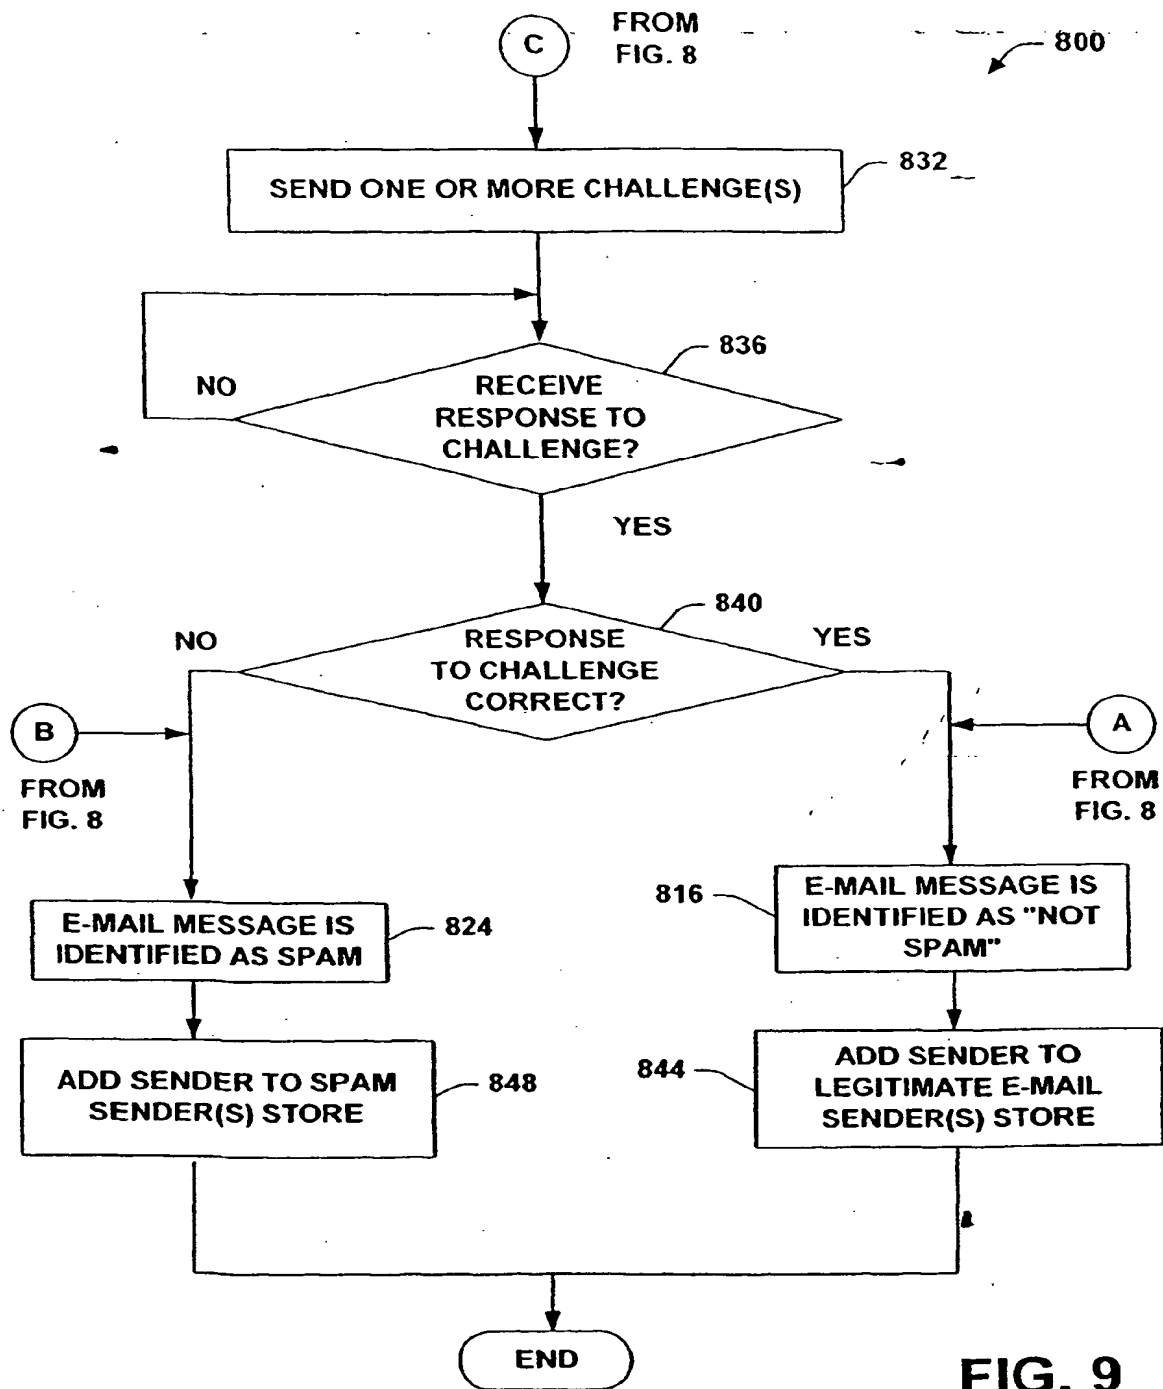 C
FROM
FIG. 8
800
SEND ONE OR MORE CHALLENGE(S)
832
836
NO
RECEIVE
RESPONSE TO
CHALLENGE?
YES
840
NO
RESPONSE
TO CHALLENGE
CORRECT?
YES
B
FROM
FIG. 8
A
FROM
FIG. 8
E-MAIL MESSAGE IS
IDENTIFIED AS SPAM
824
816
E-MAIL MESSAGE IS
IDENTIFIED AS "NOT
SPAM"
ADD SENDER TO SPAM
SENDER(S) STORE
848
844
ADD SENDER TO
LEGITIMATE E-MAIL
SENDER(S) STORE
END
FIG. 9